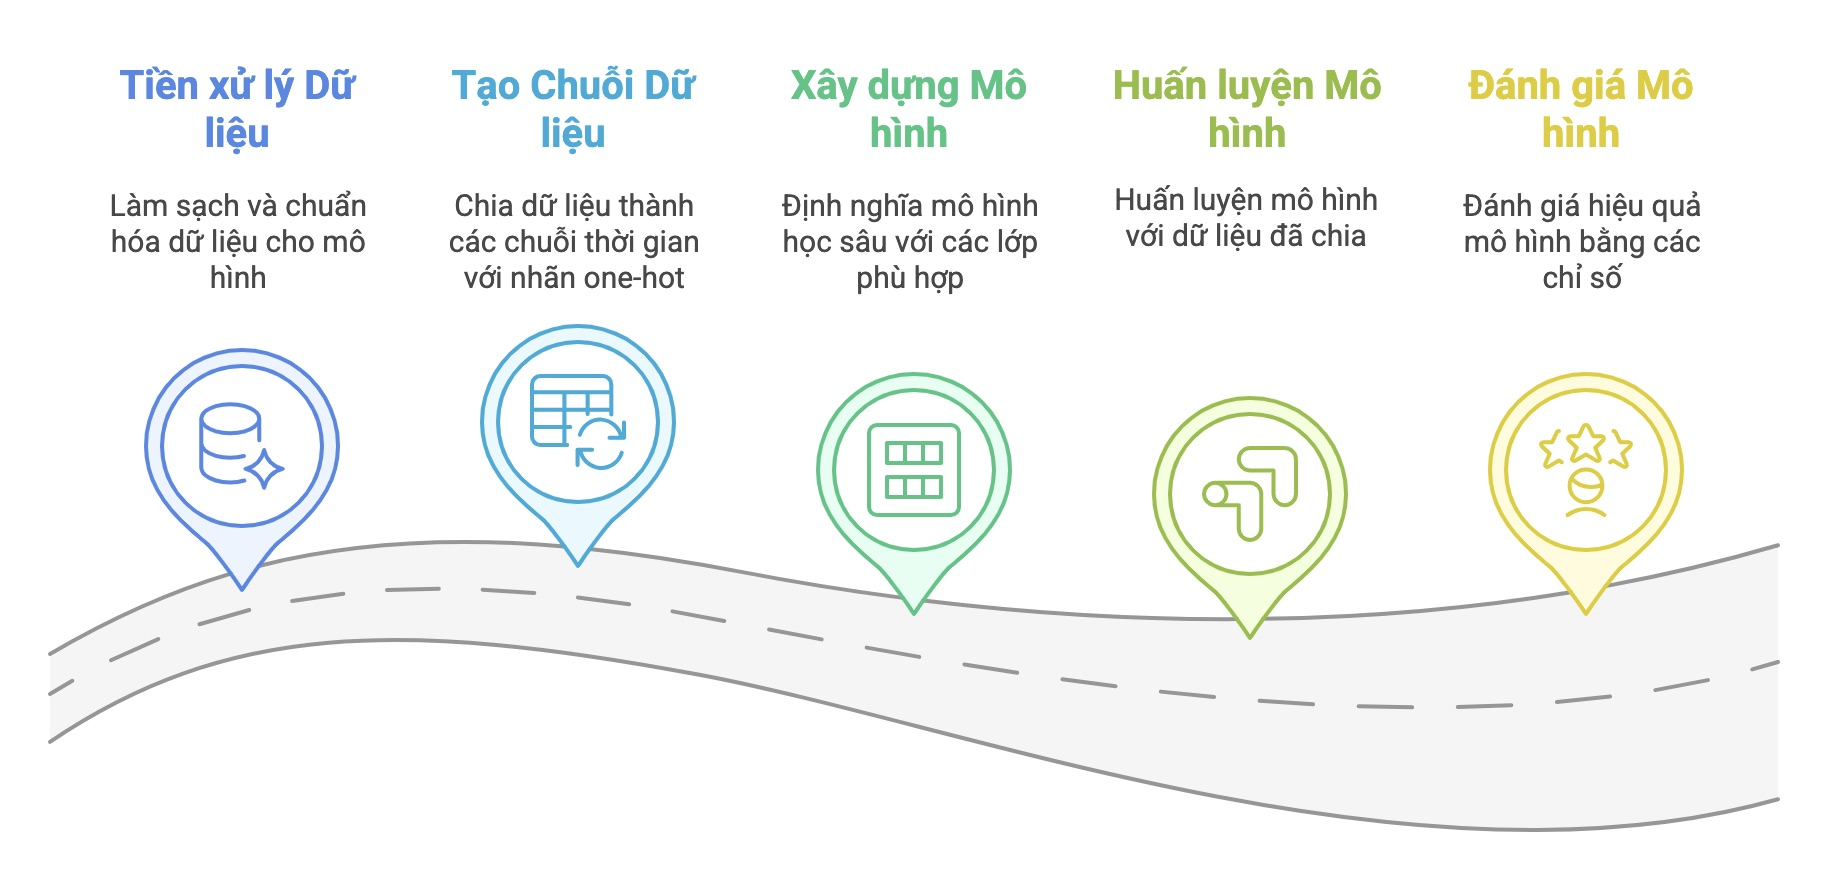 Tiền xử lý Dữ
liệu
Làm sạch và chuẩn
hóa dữ liệu cho mô
hình
Tạo Chuỗi Dữ
liệu
Chia dữ liệu thành
các chuỗi thời gian
với nhãn one-hot
Xây dựng Mô
hình
Định nghĩa mô hình
học sâu với các lớp
phù hợp
Huấn luyện Mô
hình
Huấn luyện mô hình
với dữ liệu đã chia
Đánh giá Mô
hình
Đánh giá hiệu quả
mô hình bằng các
chỉ số